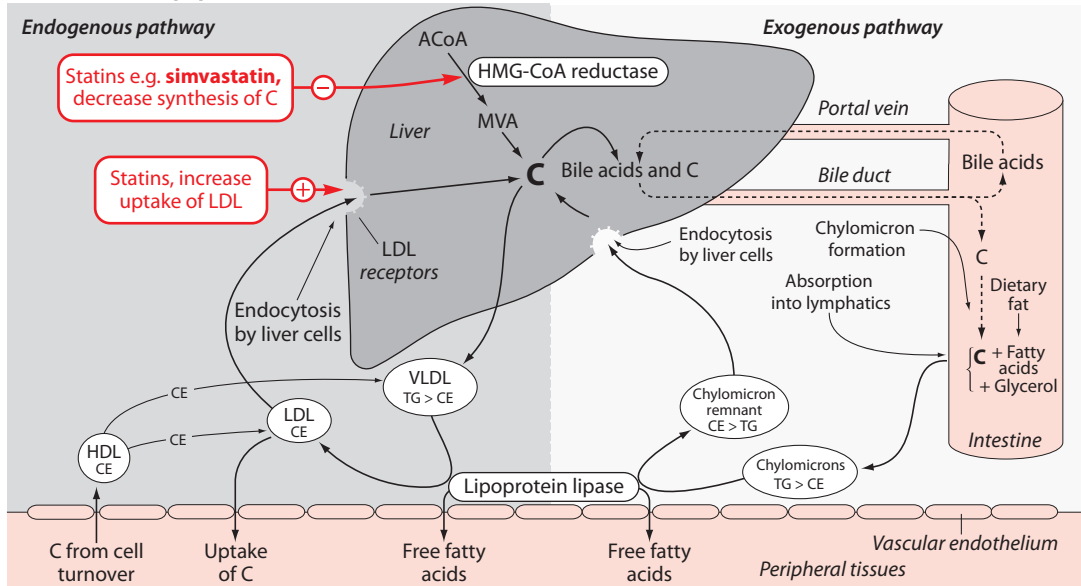 Endogenous pathway
Exogenous pathway
ACoA
Statins e.g. simvastatin,
decrease synthesis of C
−
HMG-CoA reductase
Liver
MVA
Portal vein
C
Bile acids and C
Bile acids
Statins, increase
uptake of LDL
+
Bile duct
LDL
receptors
Endocytosis
by liver cells
Endocytosis
by liver cells
Chylomicron
formation
C
Absorption
into lymphatics
Dietary
fat
C + Fatty
acids
+ Glycerol
Intestine
CE
CE
VLDL
TG > CE
LDL
CE
HDL
CE
Chylomicron
remnant
CE > TG
Chylomicrons
TG > CE
Lipoprotein lipase
C from cell
turnover
Uptake
of C
Free fatty
acids
Free fatty
acids
Vascular endothelium
Peripheral tissues